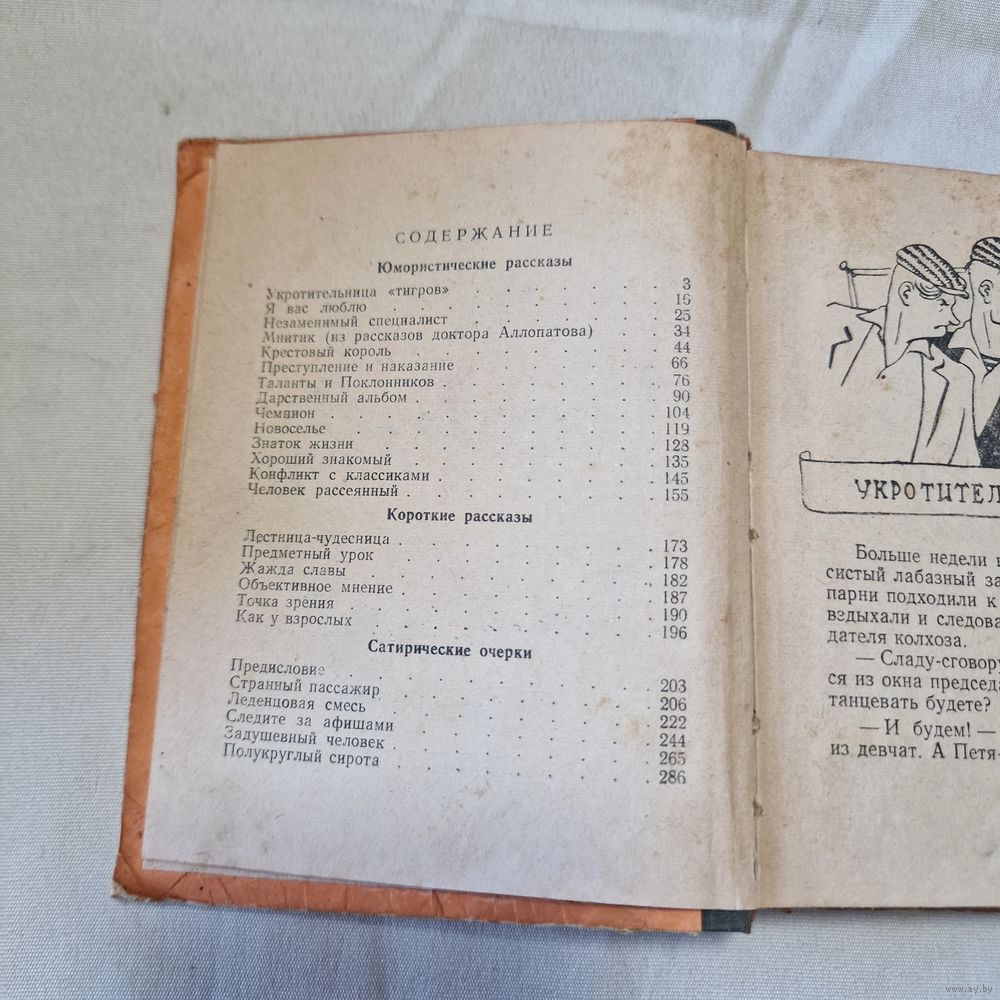 СОДЕРЖАНИЕ
Юмористические рассказы
Укротительница «тигров» 3
Я вас люблю 16
Незаменимый специалист 25
Мнитик (из рассказов доктора Аллопатова) 34
Крестовый король 44
Преступление и наказание 66
Таланты и Поклонников 76
Дарственный альбом 90
Чемпион 104
Новоселье 119
Знаток жизни 128
Хороший знакомый 135
Конфликт с классиками 145
Человек рассеянный 155
Короткие рассказы
Лестница-чудесница 173
Предметный урок 178
Жажда славы 182
Объективное мнение 187
Точка зрения 190
Как у взрослых 196
Сатирические очерки
Предисловие 203
Странный пассажир 206
Леденцовая смесь 222
Следите за афишами 244
Задушевный человек 265
Полукруглый сирота 286
УКРОТИТЕЛ
Больше недели
систый лабазный за
парни подходили к
вздыхали и следова
дателя колхоза.
— Сладу-сговору
ся из окна председа
танцевать будете?
— И будем! —
из девчат. А Петя-
www.ay.by